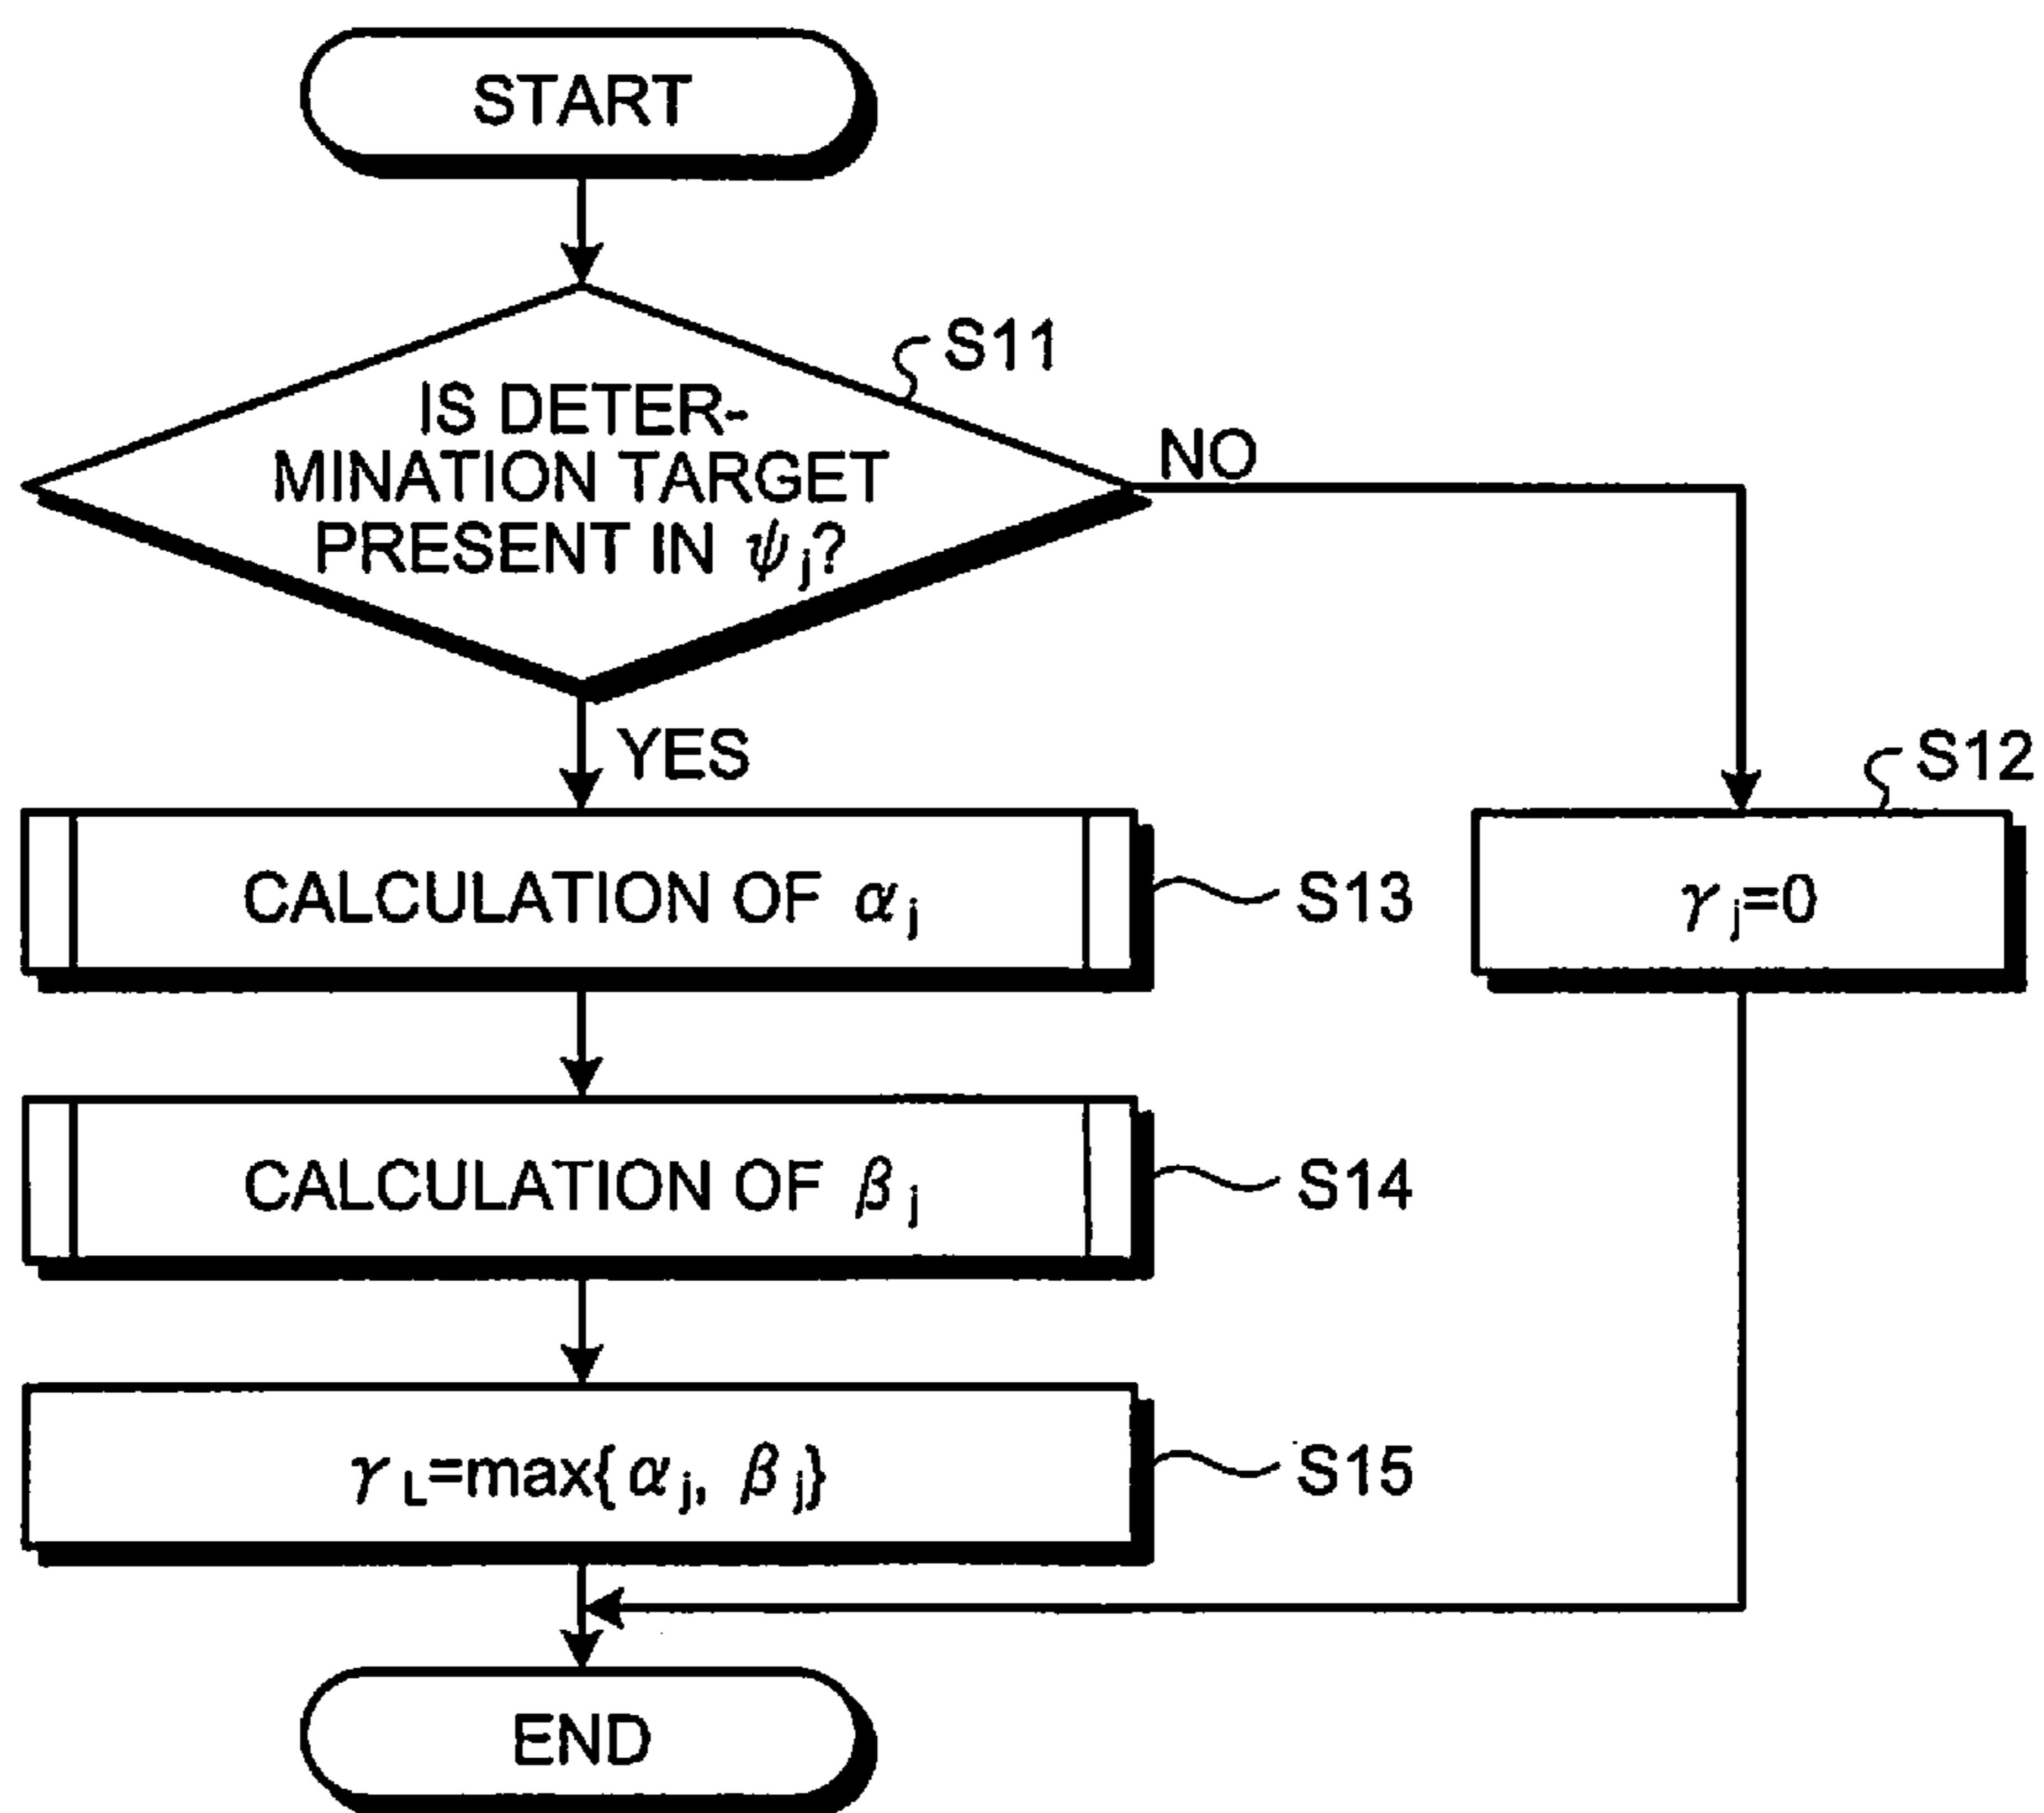 START
S11
IS DETER-
MINATION TARGET
PRESENT IN ψj?
NO
YES
S12
CALCULATION OF αj
S13
γj=0
CALCULATION OF βj
S14
γL=max{αj, βj}
S15
END